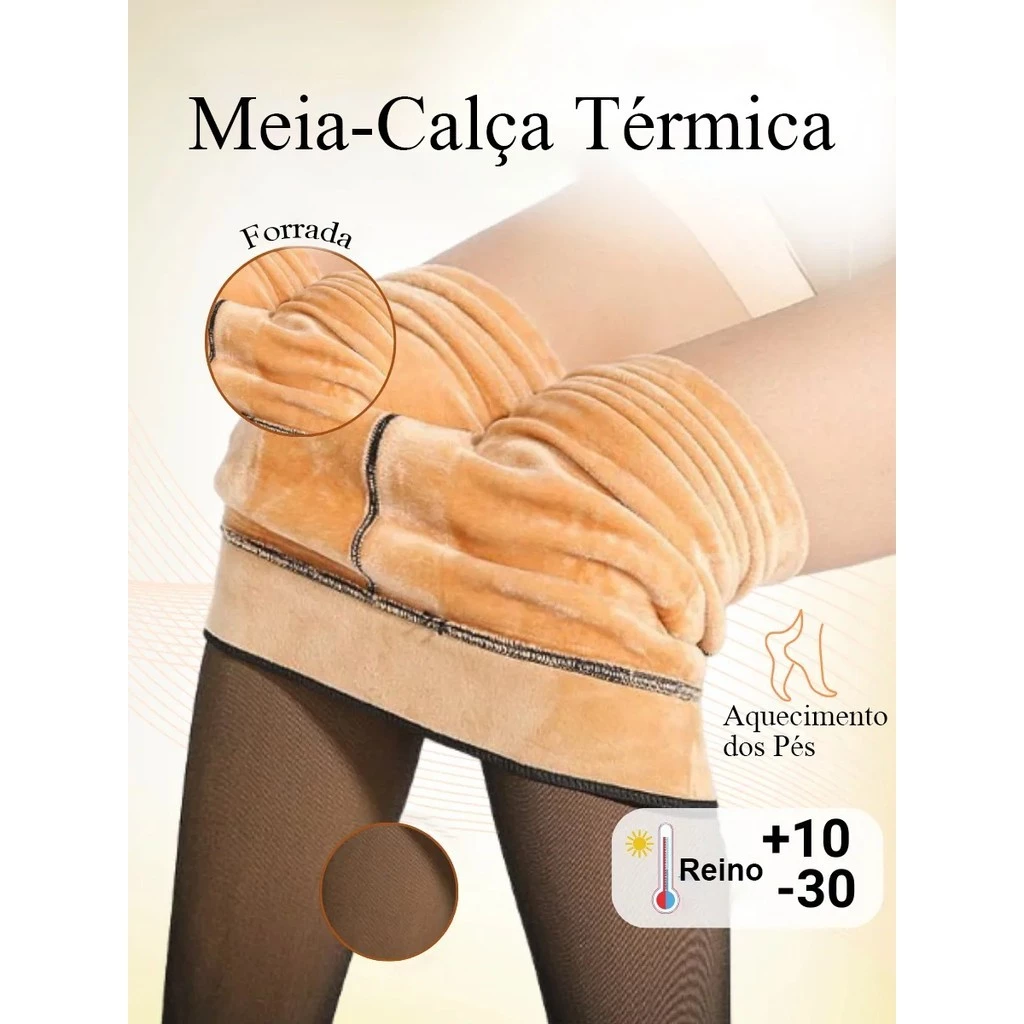 Meia-Calça Térmica
Forrada
Aquecimento
dos Pés
Reino
+10
-30